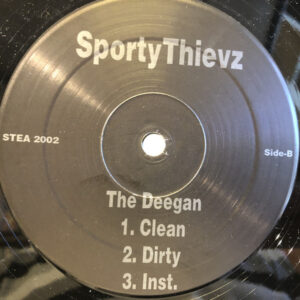 SportyThievz
STEA 2002
Side-B
The Deegan
1. Clean
2. Dirty
3. Inst.